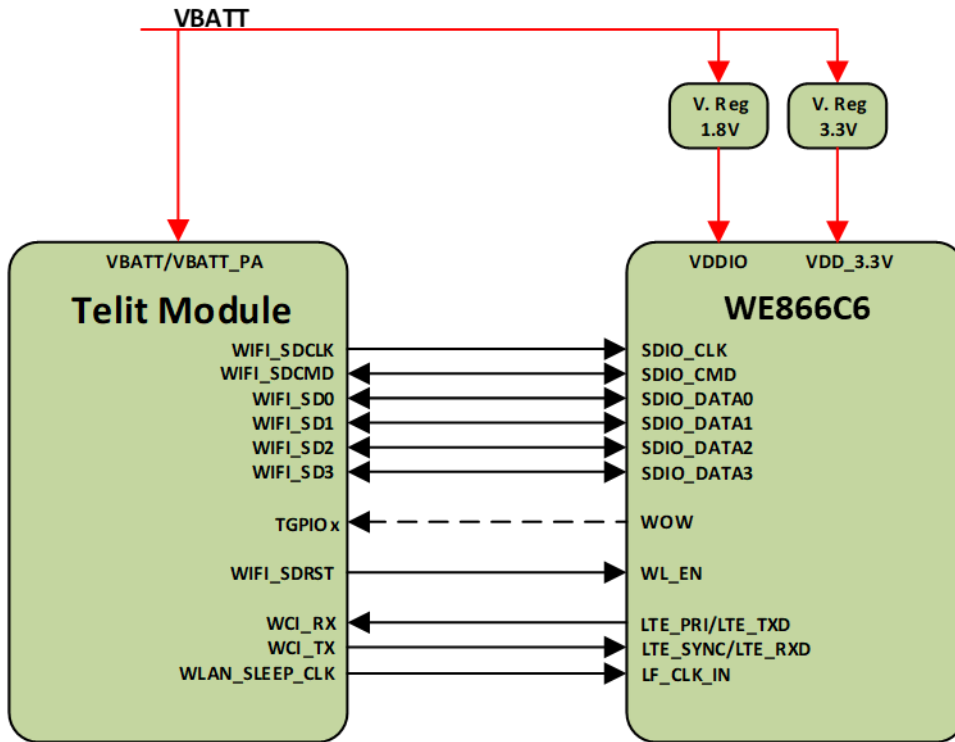 VBATT
V. Reg
1.8V
V. Reg
3.3V
VBATT/VBATT_PA
Telit Module
WIFI_SDCLK
WIFI_SDCMD
WIFI_SD0
WIFI_SD1
WIFI_SD2
WIFI_SD3
TGPIOx
WIFI_SDRST
WCI_RX
WCI_TX
WLAN_SLEEP_CLK
VDDIO
VDD_3.3V
WE866C6
SDIO_CLK
SDIO_CMD
SDIO_DATA0
SDIO_DATA1
SDIO_DATA2
SDIO_DATA3
WOW
WL_EN
LTE_PRI/LTE_TXD
LTE_SYNC/LTE_RXD
LF_CLK_IN